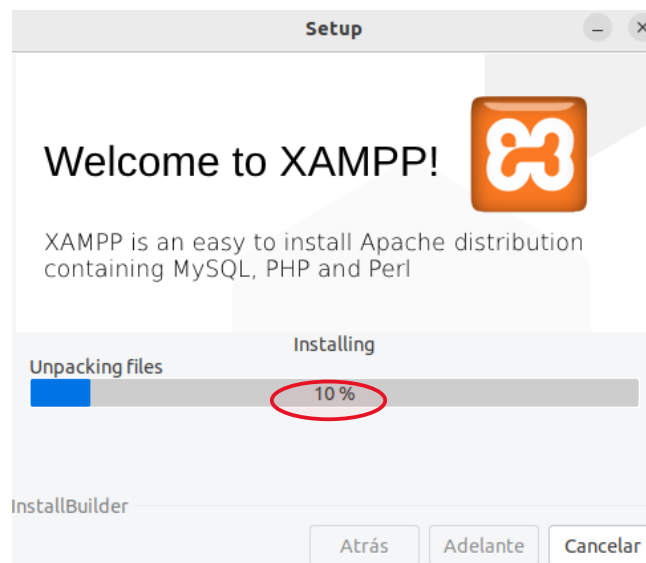 Setup
Welcome to XAMPP!
XAMPP is an easy to install Apache distribution
containing MySQL, PHP and Perl
Installing
Unpacking files
10 %
InstallBuilder
Atrás Adelante Cancelar